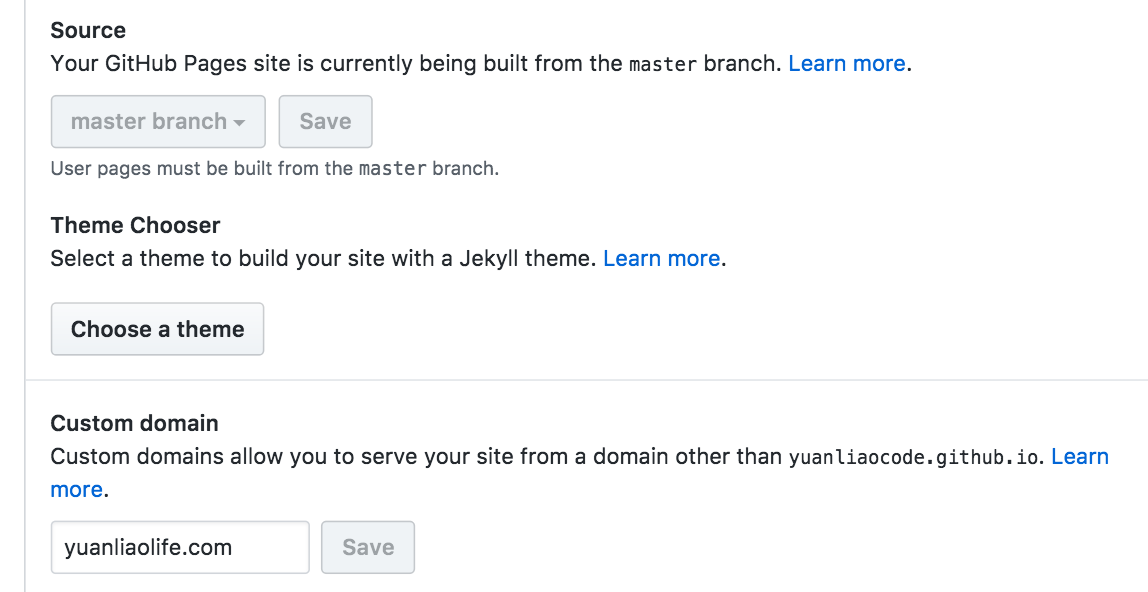 Source
Your GitHub Pages site is currently being built from the master branch. Learn more.
master branch Save
User pages must be built from the master branch.
Theme Chooser
Select a theme to build your site with a Jekyll theme. Learn more.
Choose a theme
Custom domain
Custom domains allow you to serve your site from a domain other than yuanliaocode.github.io. Learn
more.
yuanliaolife.com Save